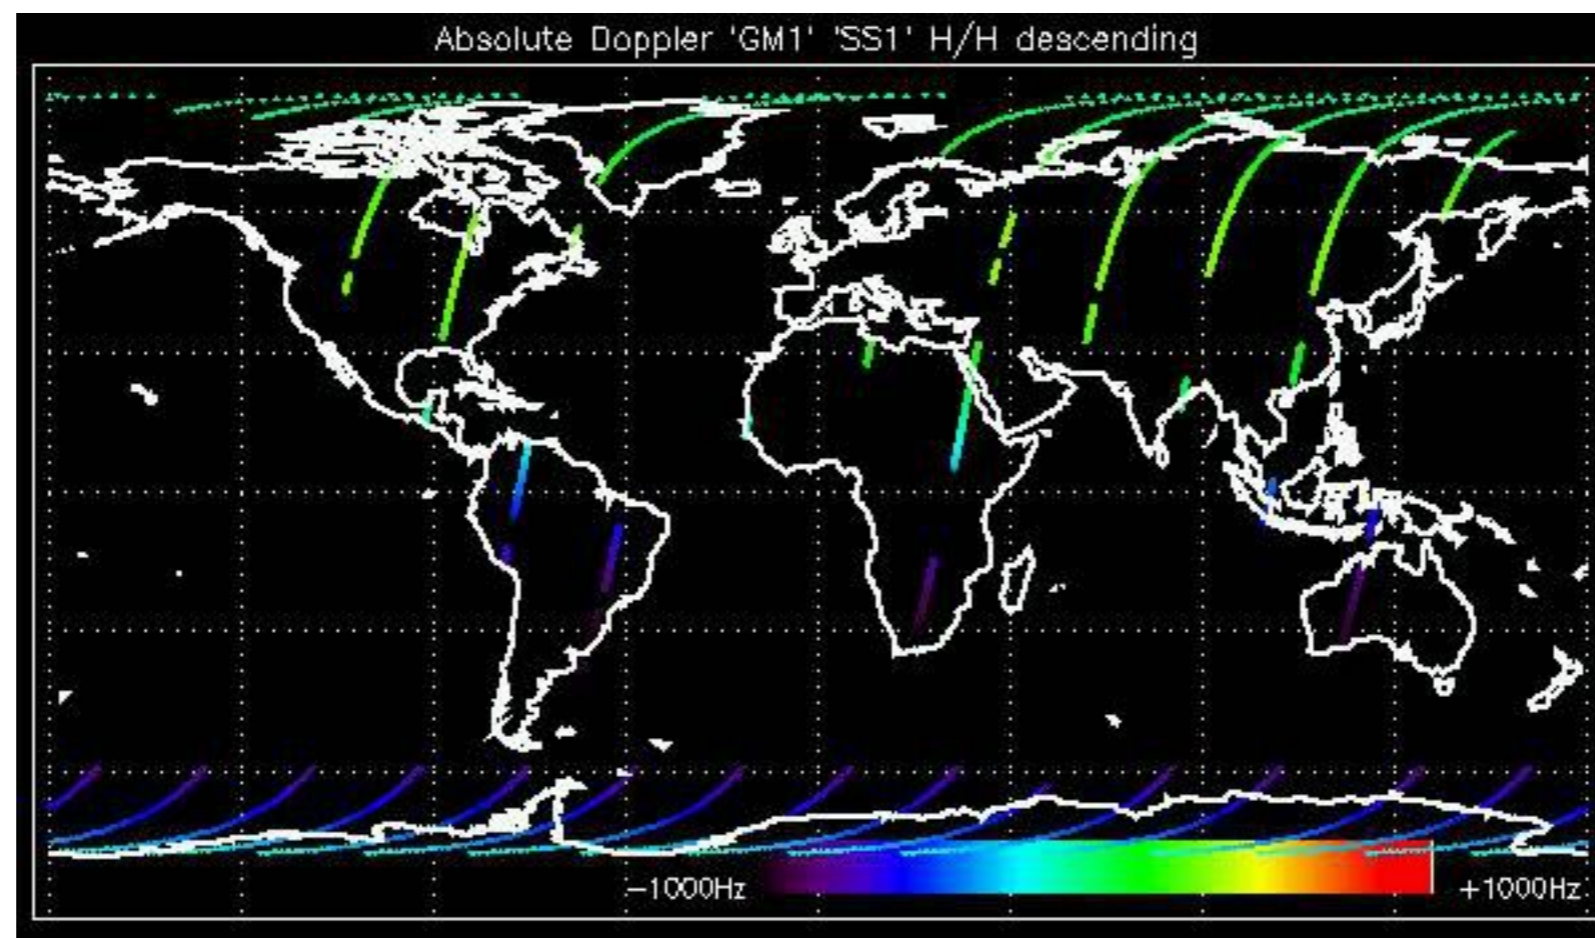 Absolute Doppler 'GM1' 'SS1' H/H descending
−1000Hz
+1000Hz